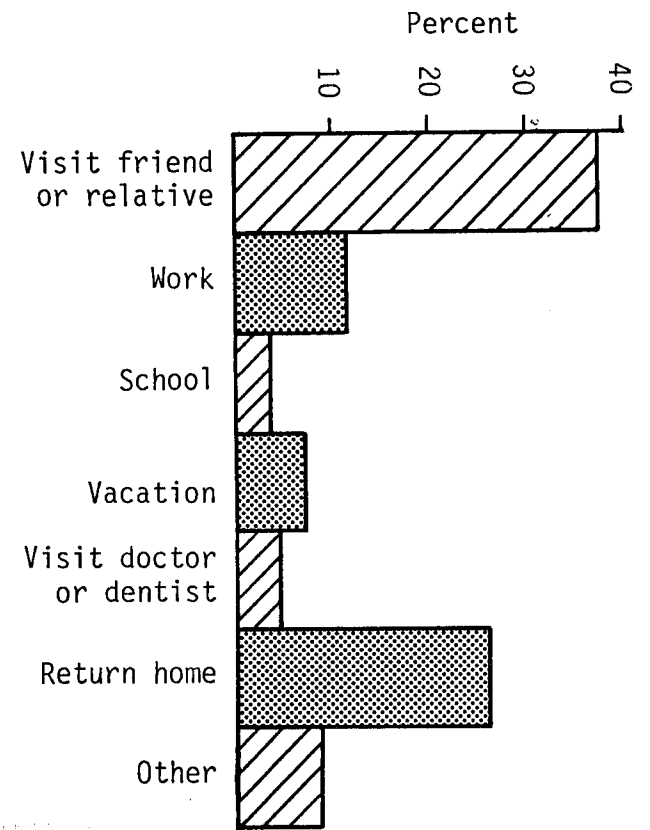 Percent
10 20 30 40
Visit friend
or relative
Work
School
Vacation
Visit doctor
or dentist
Return home
Other